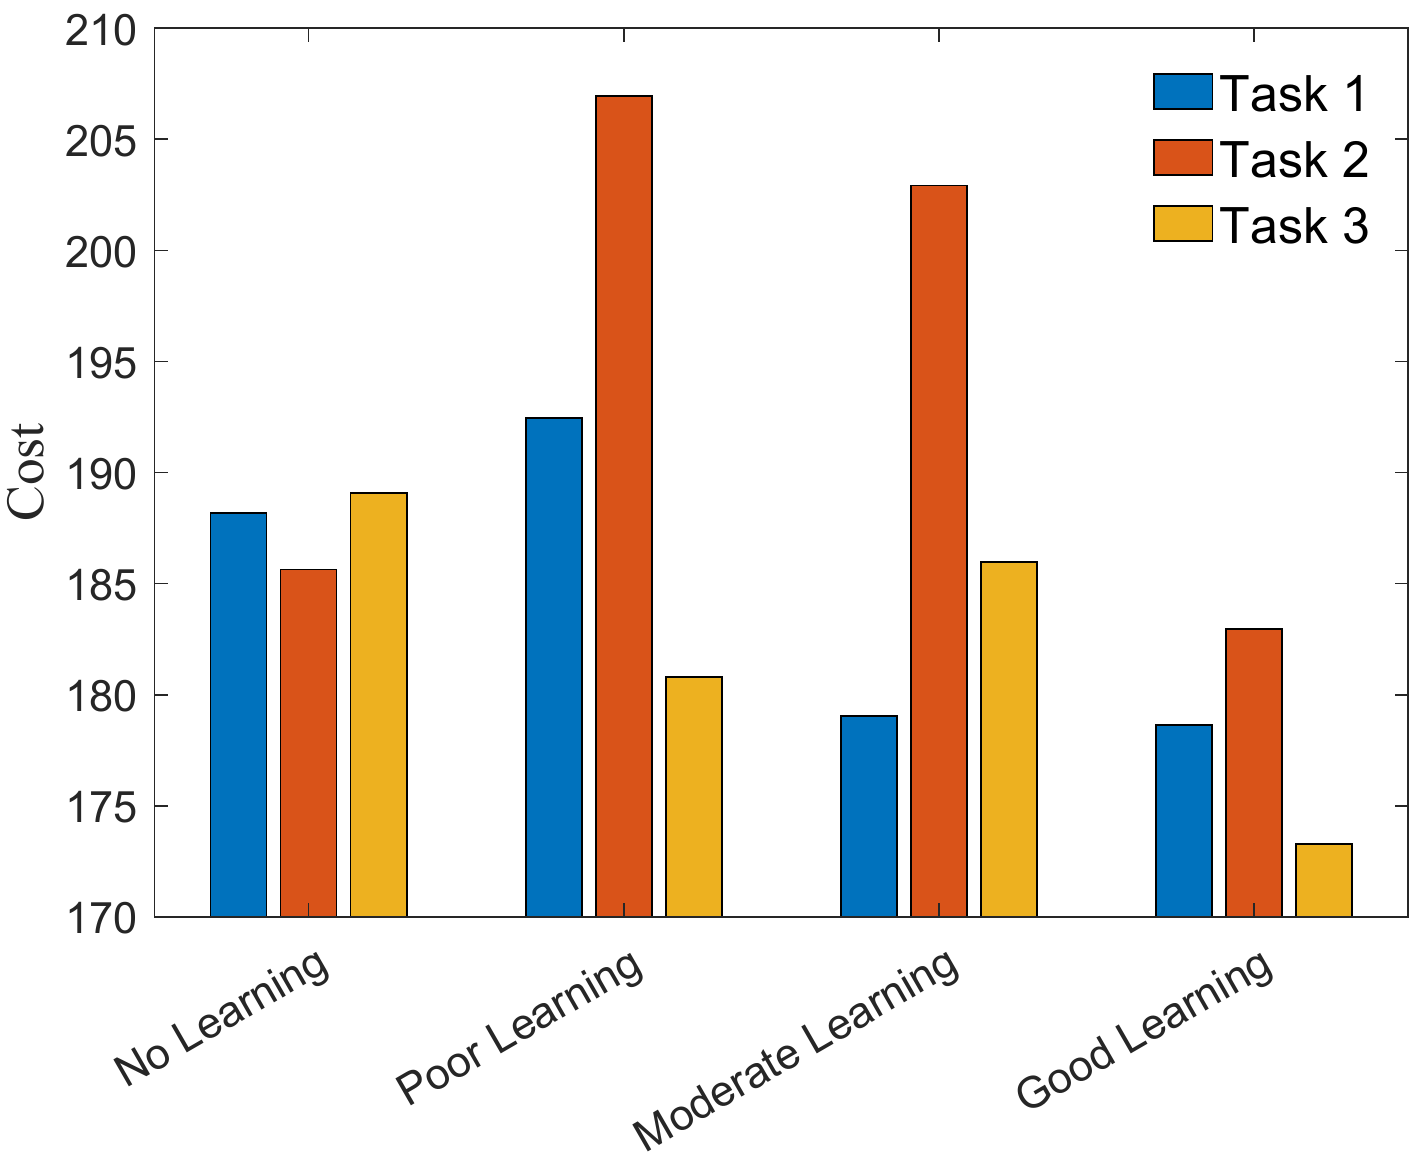 210
205
200
195
190
185
180
175
170
Cost
Task 1
Task 2
Task 3
No Learning
Poor Learning
Moderate Learning
Good Learning